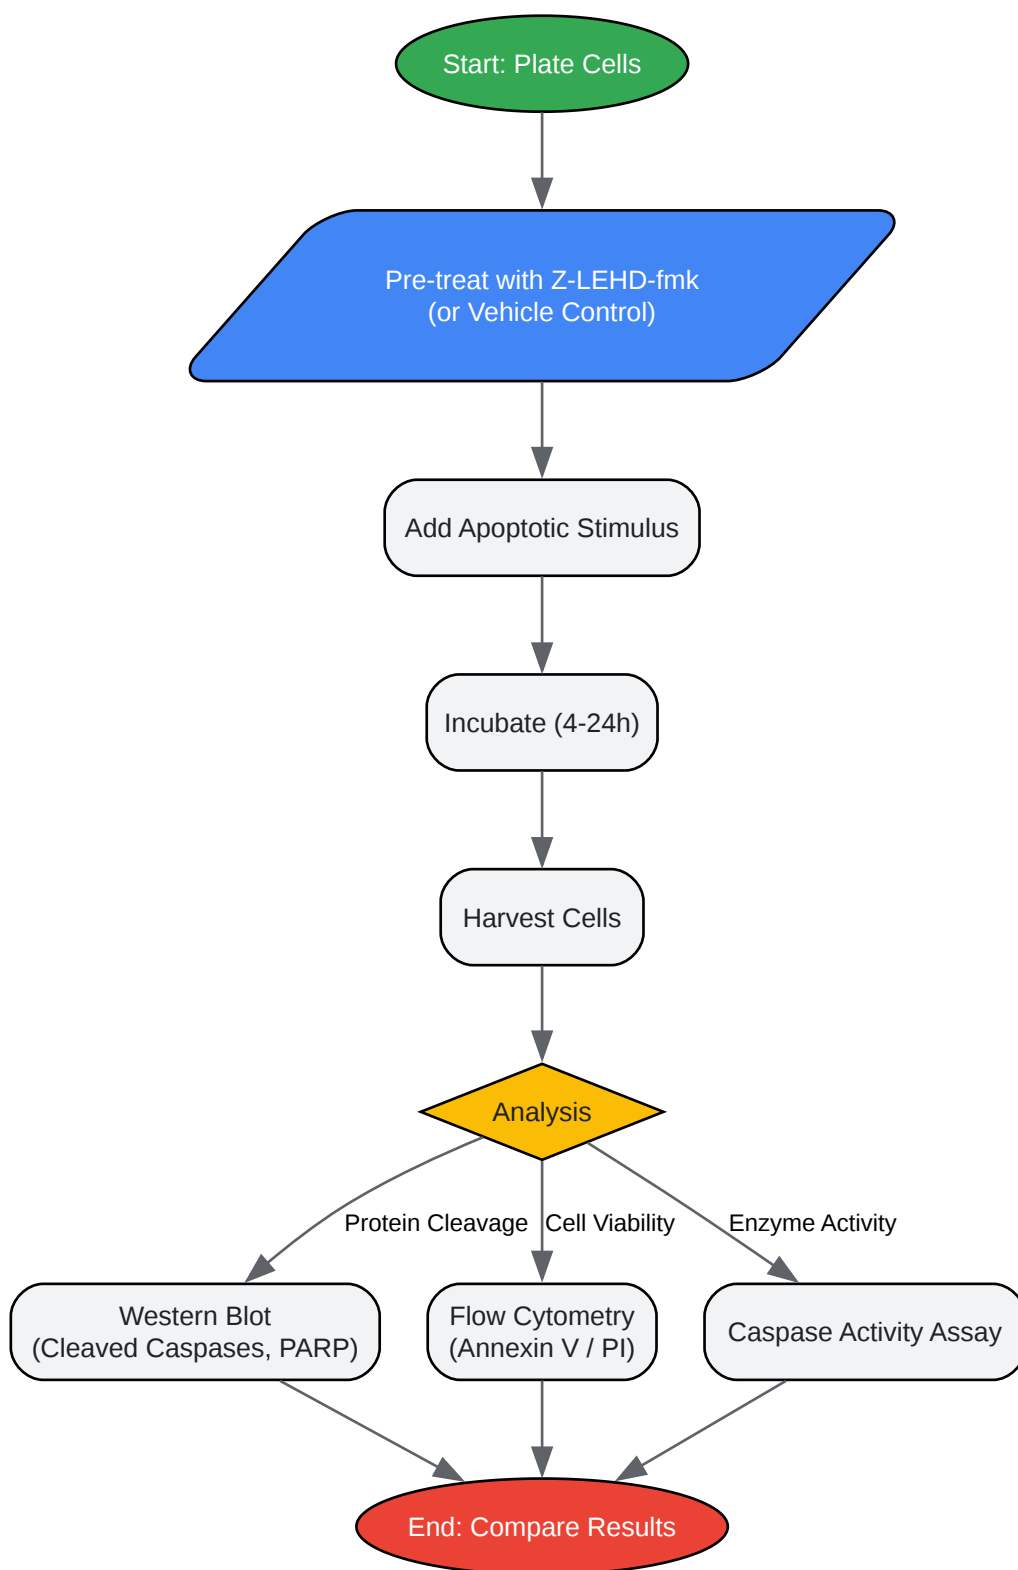 Start: Plate Cells
Pre-treat with Z-LEHD-fmk
(or Vehicle Control)
Add Apoptotic Stimulus
Incubate (4-24h)
Harvest Cells
Analysis
Protein Cleavage
Cell Viability
Enzyme Activity
Western Blot
(Cleaved Caspases, PARP)
Flow Cytometry
(Annexin V / PI)
Caspase Activity Assay
End: Compare Results